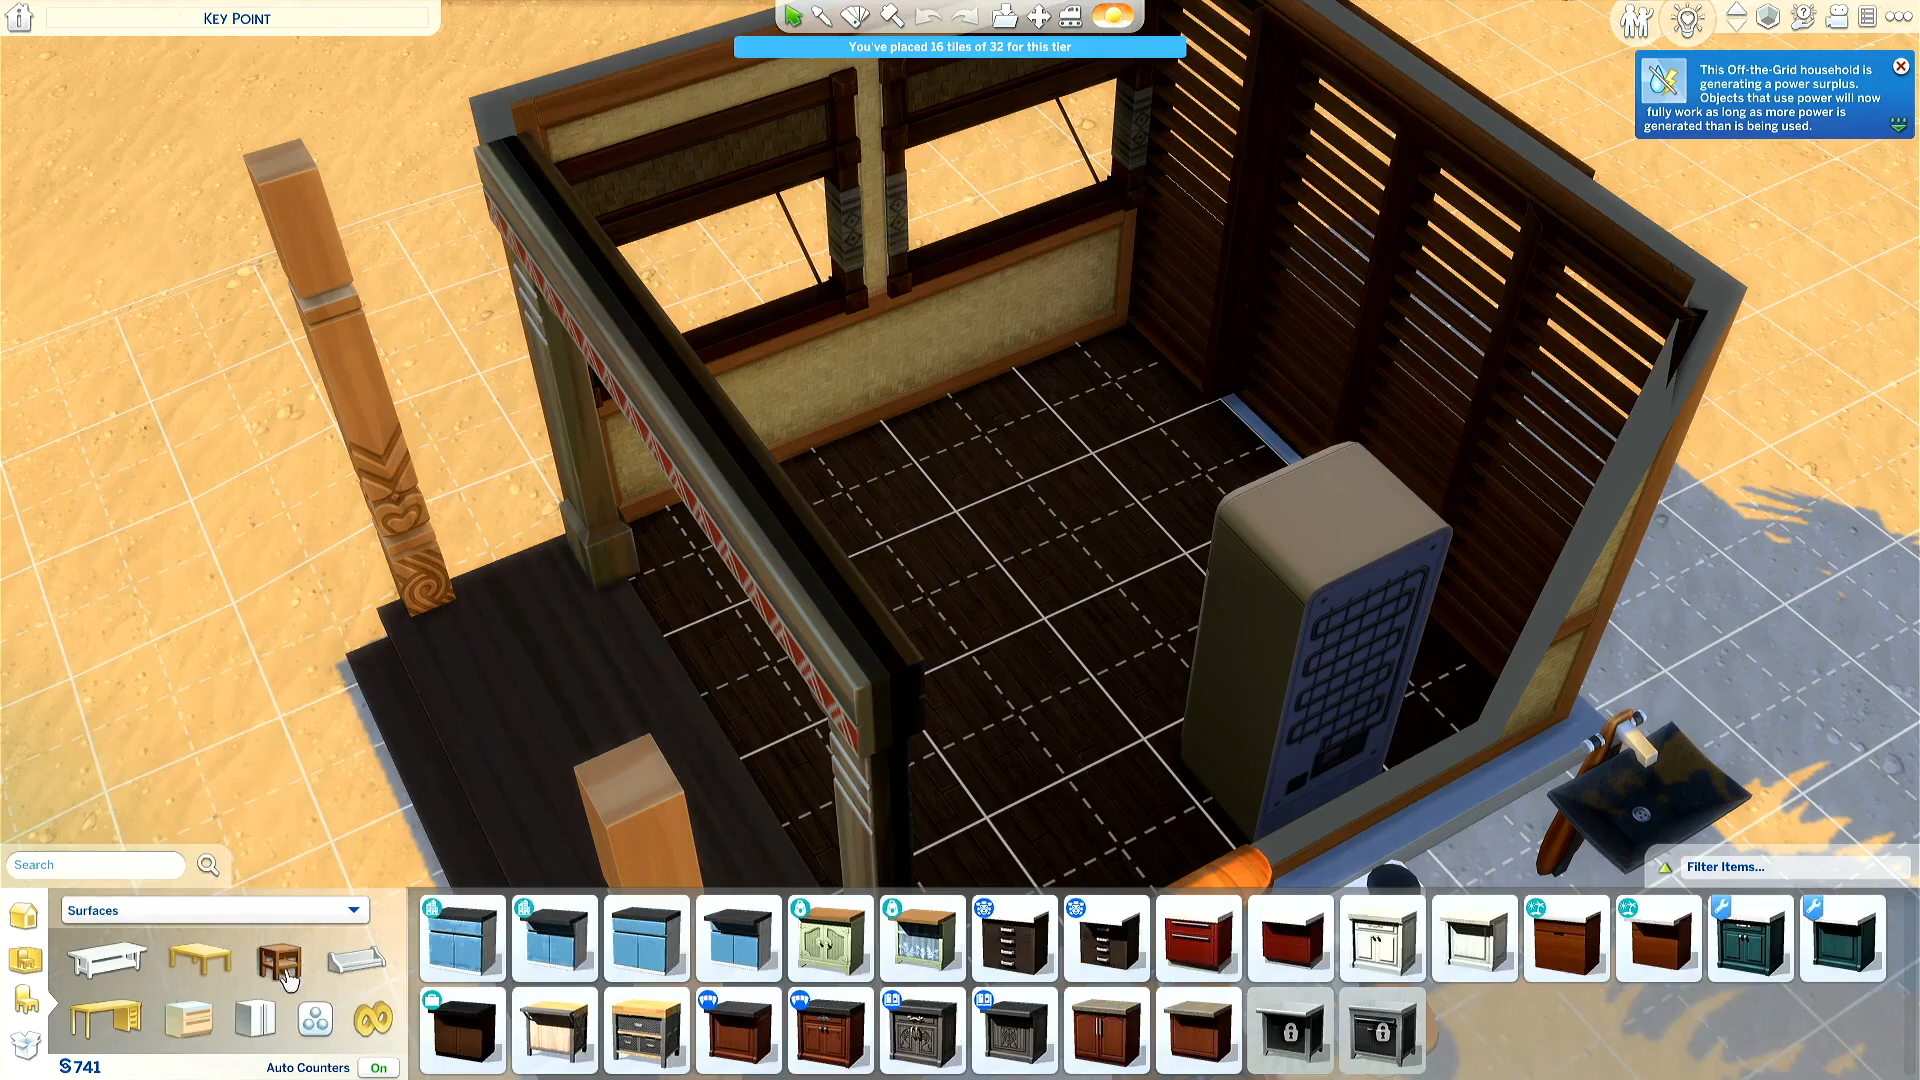 Key Point
You've placed 16 tiles of 32 for this tier
This Off-the-Grid household is
generating a power surplus.
Objects that use power will now
fully work as long as more power is
generated than is being used.
Search
Filter Items...
Surfaces
§741
Auto Counters
On